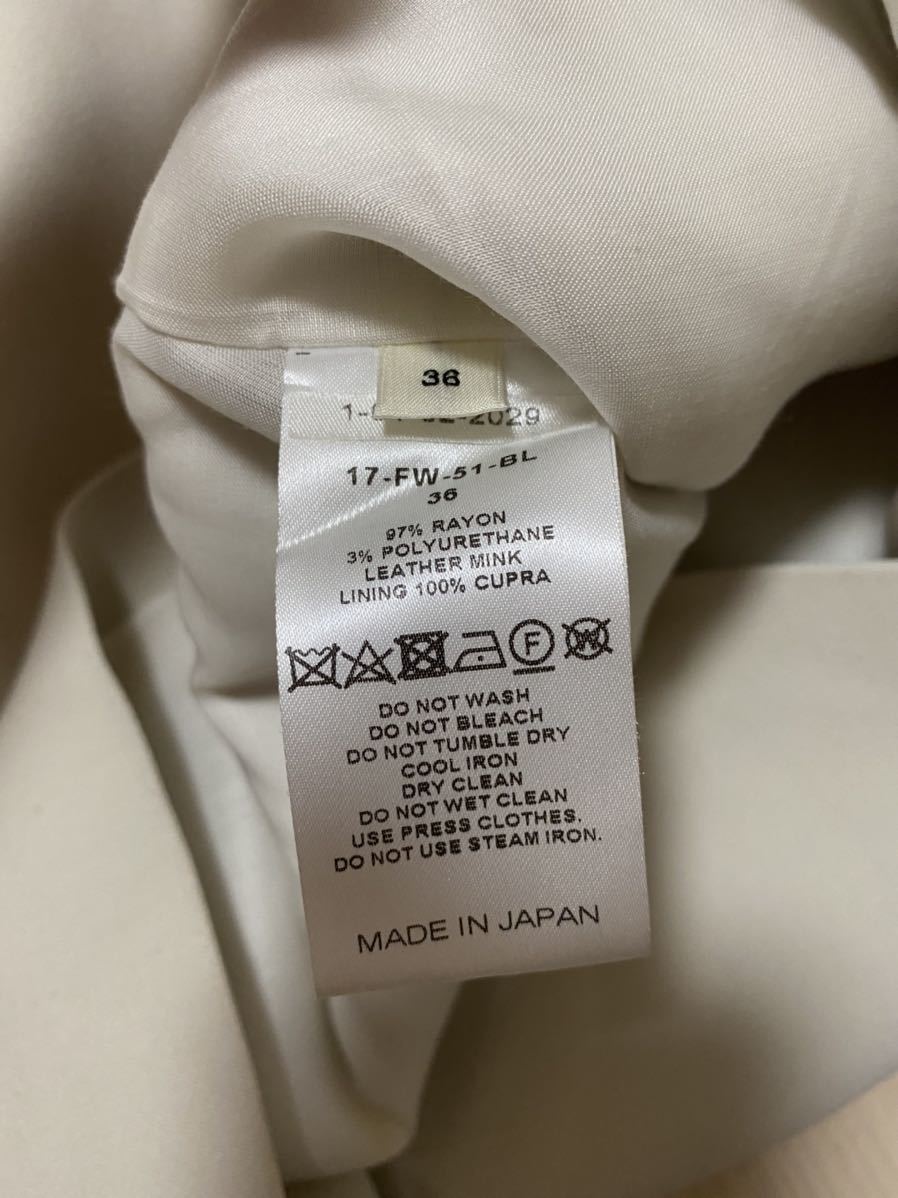 36
2029
17-FW-51-BL
36
97% RAYON
3% POLYURETHANE
LEATHER MINK
LINING 100% CUPRA
F W
DO NOT WASH
DO NOT BLEACH
DO NOT TUMBLE DRY
COOL IRON
DRY CLEAN
DO NOT WET CLEAN
USE PRESS CLOTHES.
DO NOT USE STEAM IRON.
MADE IN JAPAN